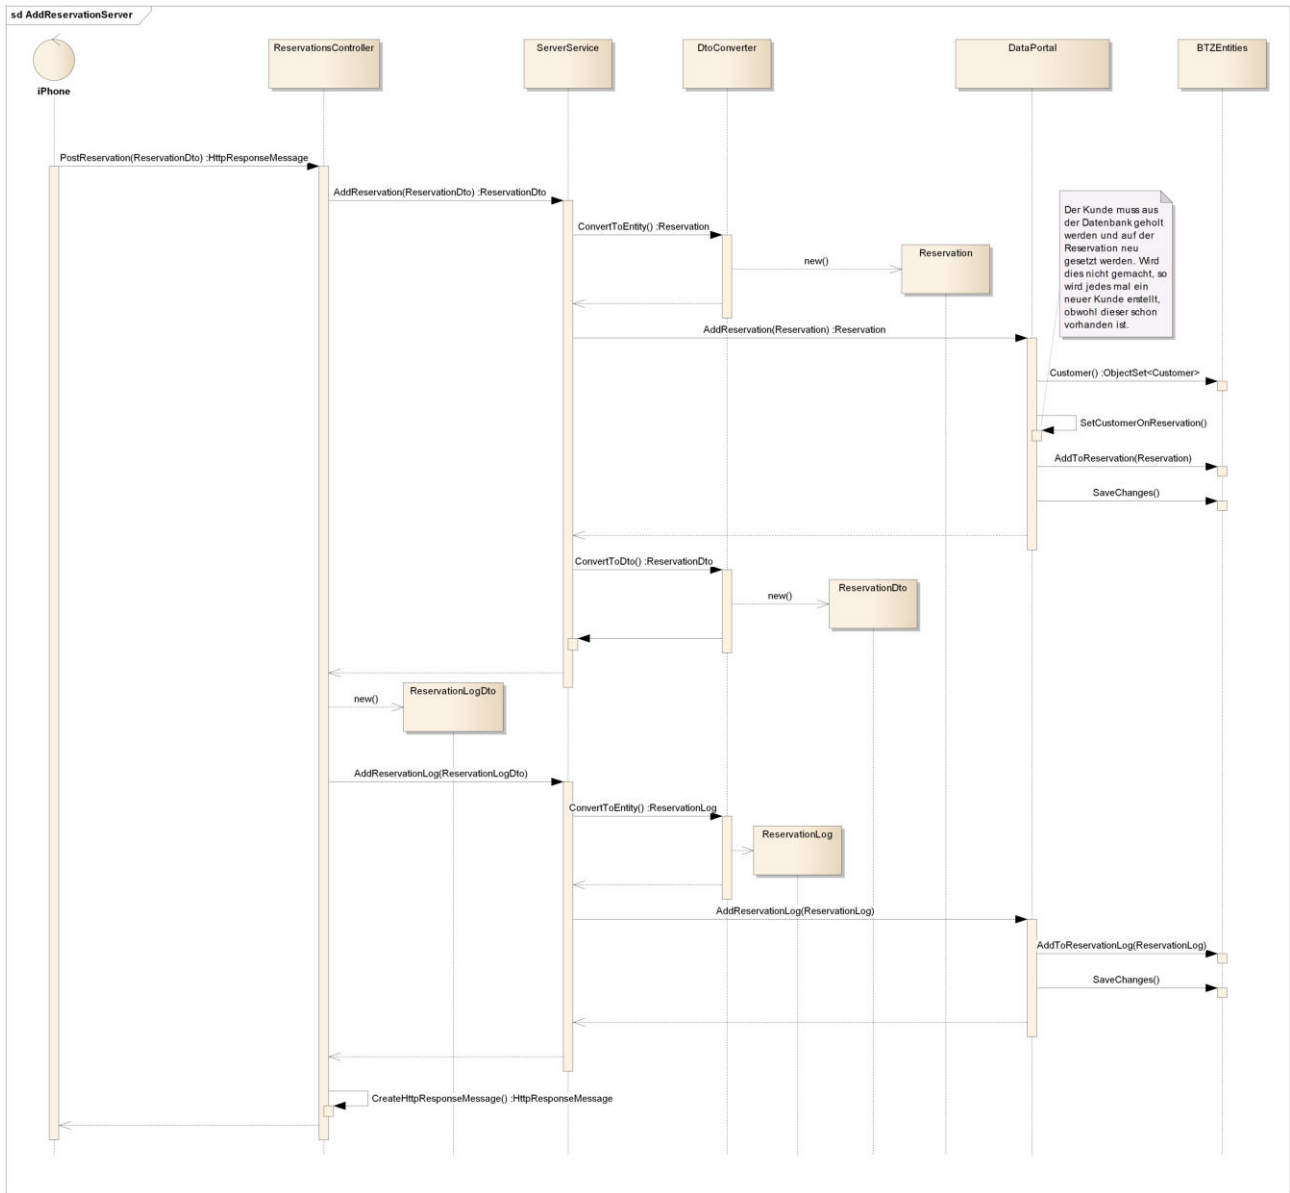 sd AddReservationServer
iPhone
ReservationsController
ServerService
DtoConverter
DataPortal
BTZEntities
PostReservation(ReservationDto) :HttpResponseMessage
AddReservation(ReservationDto) :ReservationDto
ConvertToEntity() :Reservation
new()
Reservation
Der Kunde muss aus
der Datenbank geholt
werden und auf der
Reservation neu
gesetzt werden. Wird
dies nicht gemacht, so
wird jedes mal ein
neuer Kunde erstellt,
obwohl dieser schon
vorhanden ist.
AddReservation(Reservation) :Reservation
Customer() :ObjectSet<Customer>
SetCustomerOnReservation()
AddToReservation(Reservation)
SaveChanges()
ConvertToDto() :ReservationDto
new()
ReservationDto
new()
ReservationLogDto
AddReservationLog(ReservationLogDto)
ConvertToEntity() :ReservationLog
ReservationLog
AddReservationLog(ReservationLog)
AddToReservationLog(ReservationLog)
SaveChanges()
CreateHttpResponseMessage() :HttpResponseMessage